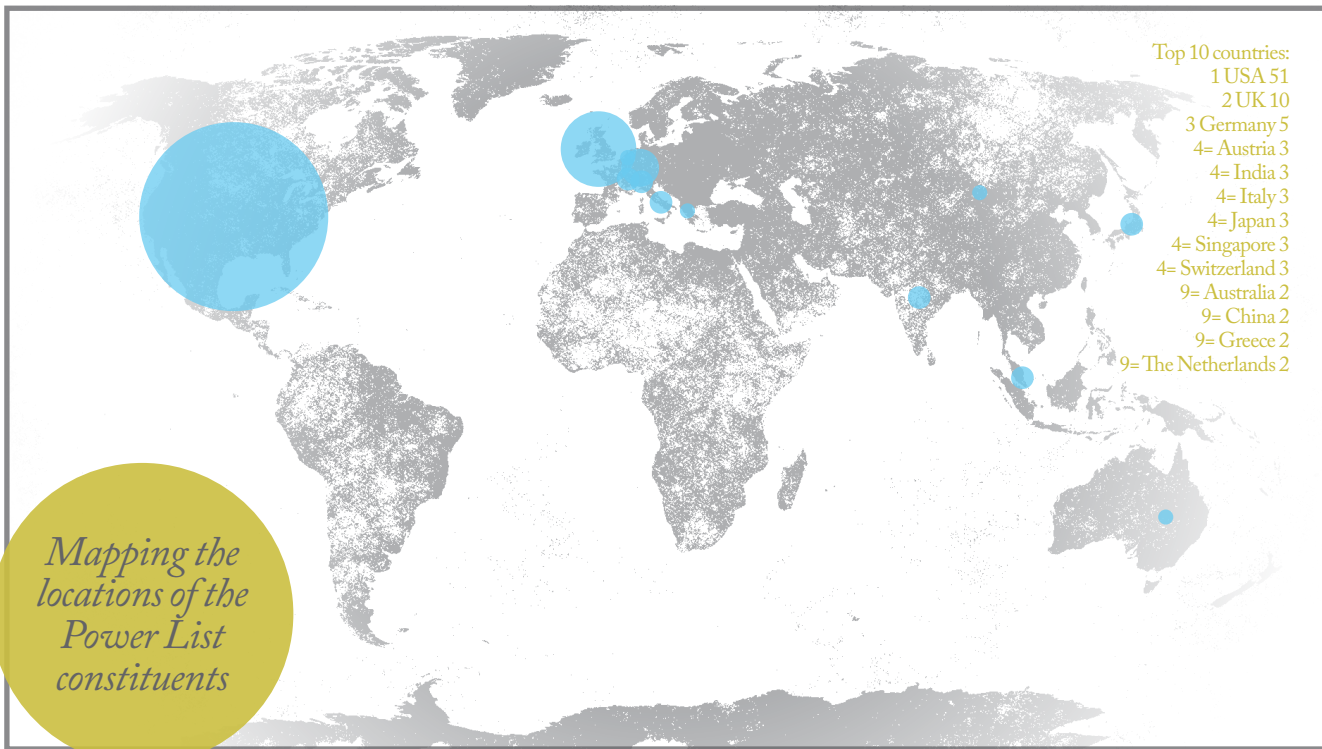 Top 10 countries:
1 USA 51
2 UK 10
3 Germany 5
4= Austria 3
4= India 3
4= Italy 3
4= Japan 3
4= Singapore 3
4= Switzerland 3
9= Australia 2
9= China 2
9= Greece 2
9= The Netherlands 2
Mapping the
locations of the
Power List
constituents